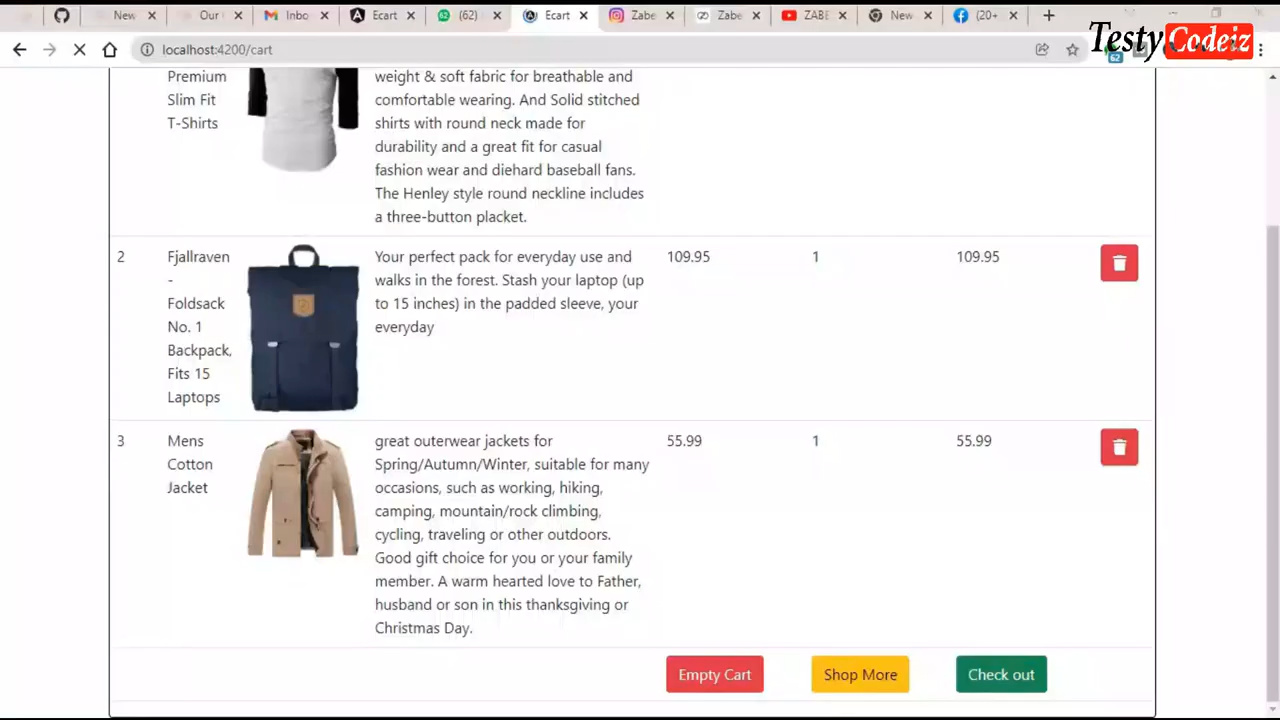 New
Our
Inbo
Ecart
(62)
Ecart
Zabe
Zabe
ZABE
New
(20+
localhost:4200/cart
62
Testy Codeiz
Premium
Slim Fit
T-Shirts
weight & soft fabric for breathable and
comfortable wearing. And Solid stitched
shirts with round neck made for
durability and a great fit for casual
fashion wear and diehard baseball fans.
The Henley style round neckline includes
a three-button placket.
2
Fjallraven
-
Foldsack
No. 1
Backpack,
Fits 15
Laptops
Your perfect pack for everyday use and
walks in the forest. Stash your laptop (up
to 15 inches) in the padded sleeve, your
everyday
109.95
1
109.95
3
Mens
Cotton
Jacket
great outerwear jackets for
Spring/Autumn/Winter, suitable for many
occasions, such as working, hiking,
camping, mountain/rock climbing,
cycling, traveling or other outdoors.
Good gift choice for you or your family
member. A warm hearted love to Father,
husband or son in this thanksgiving or
Christmas Day.
55.99
1
55.99
Empty Cart
Shop More
Check out